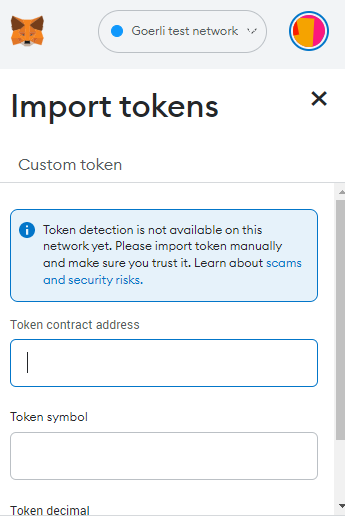 Goerli test network
Import tokens
Custom token
Token detection is not available on this
network yet. Please import token manually
and make sure you trust it. Learn about scams
and security risks.
Token contract address
Token symbol
Token decimal